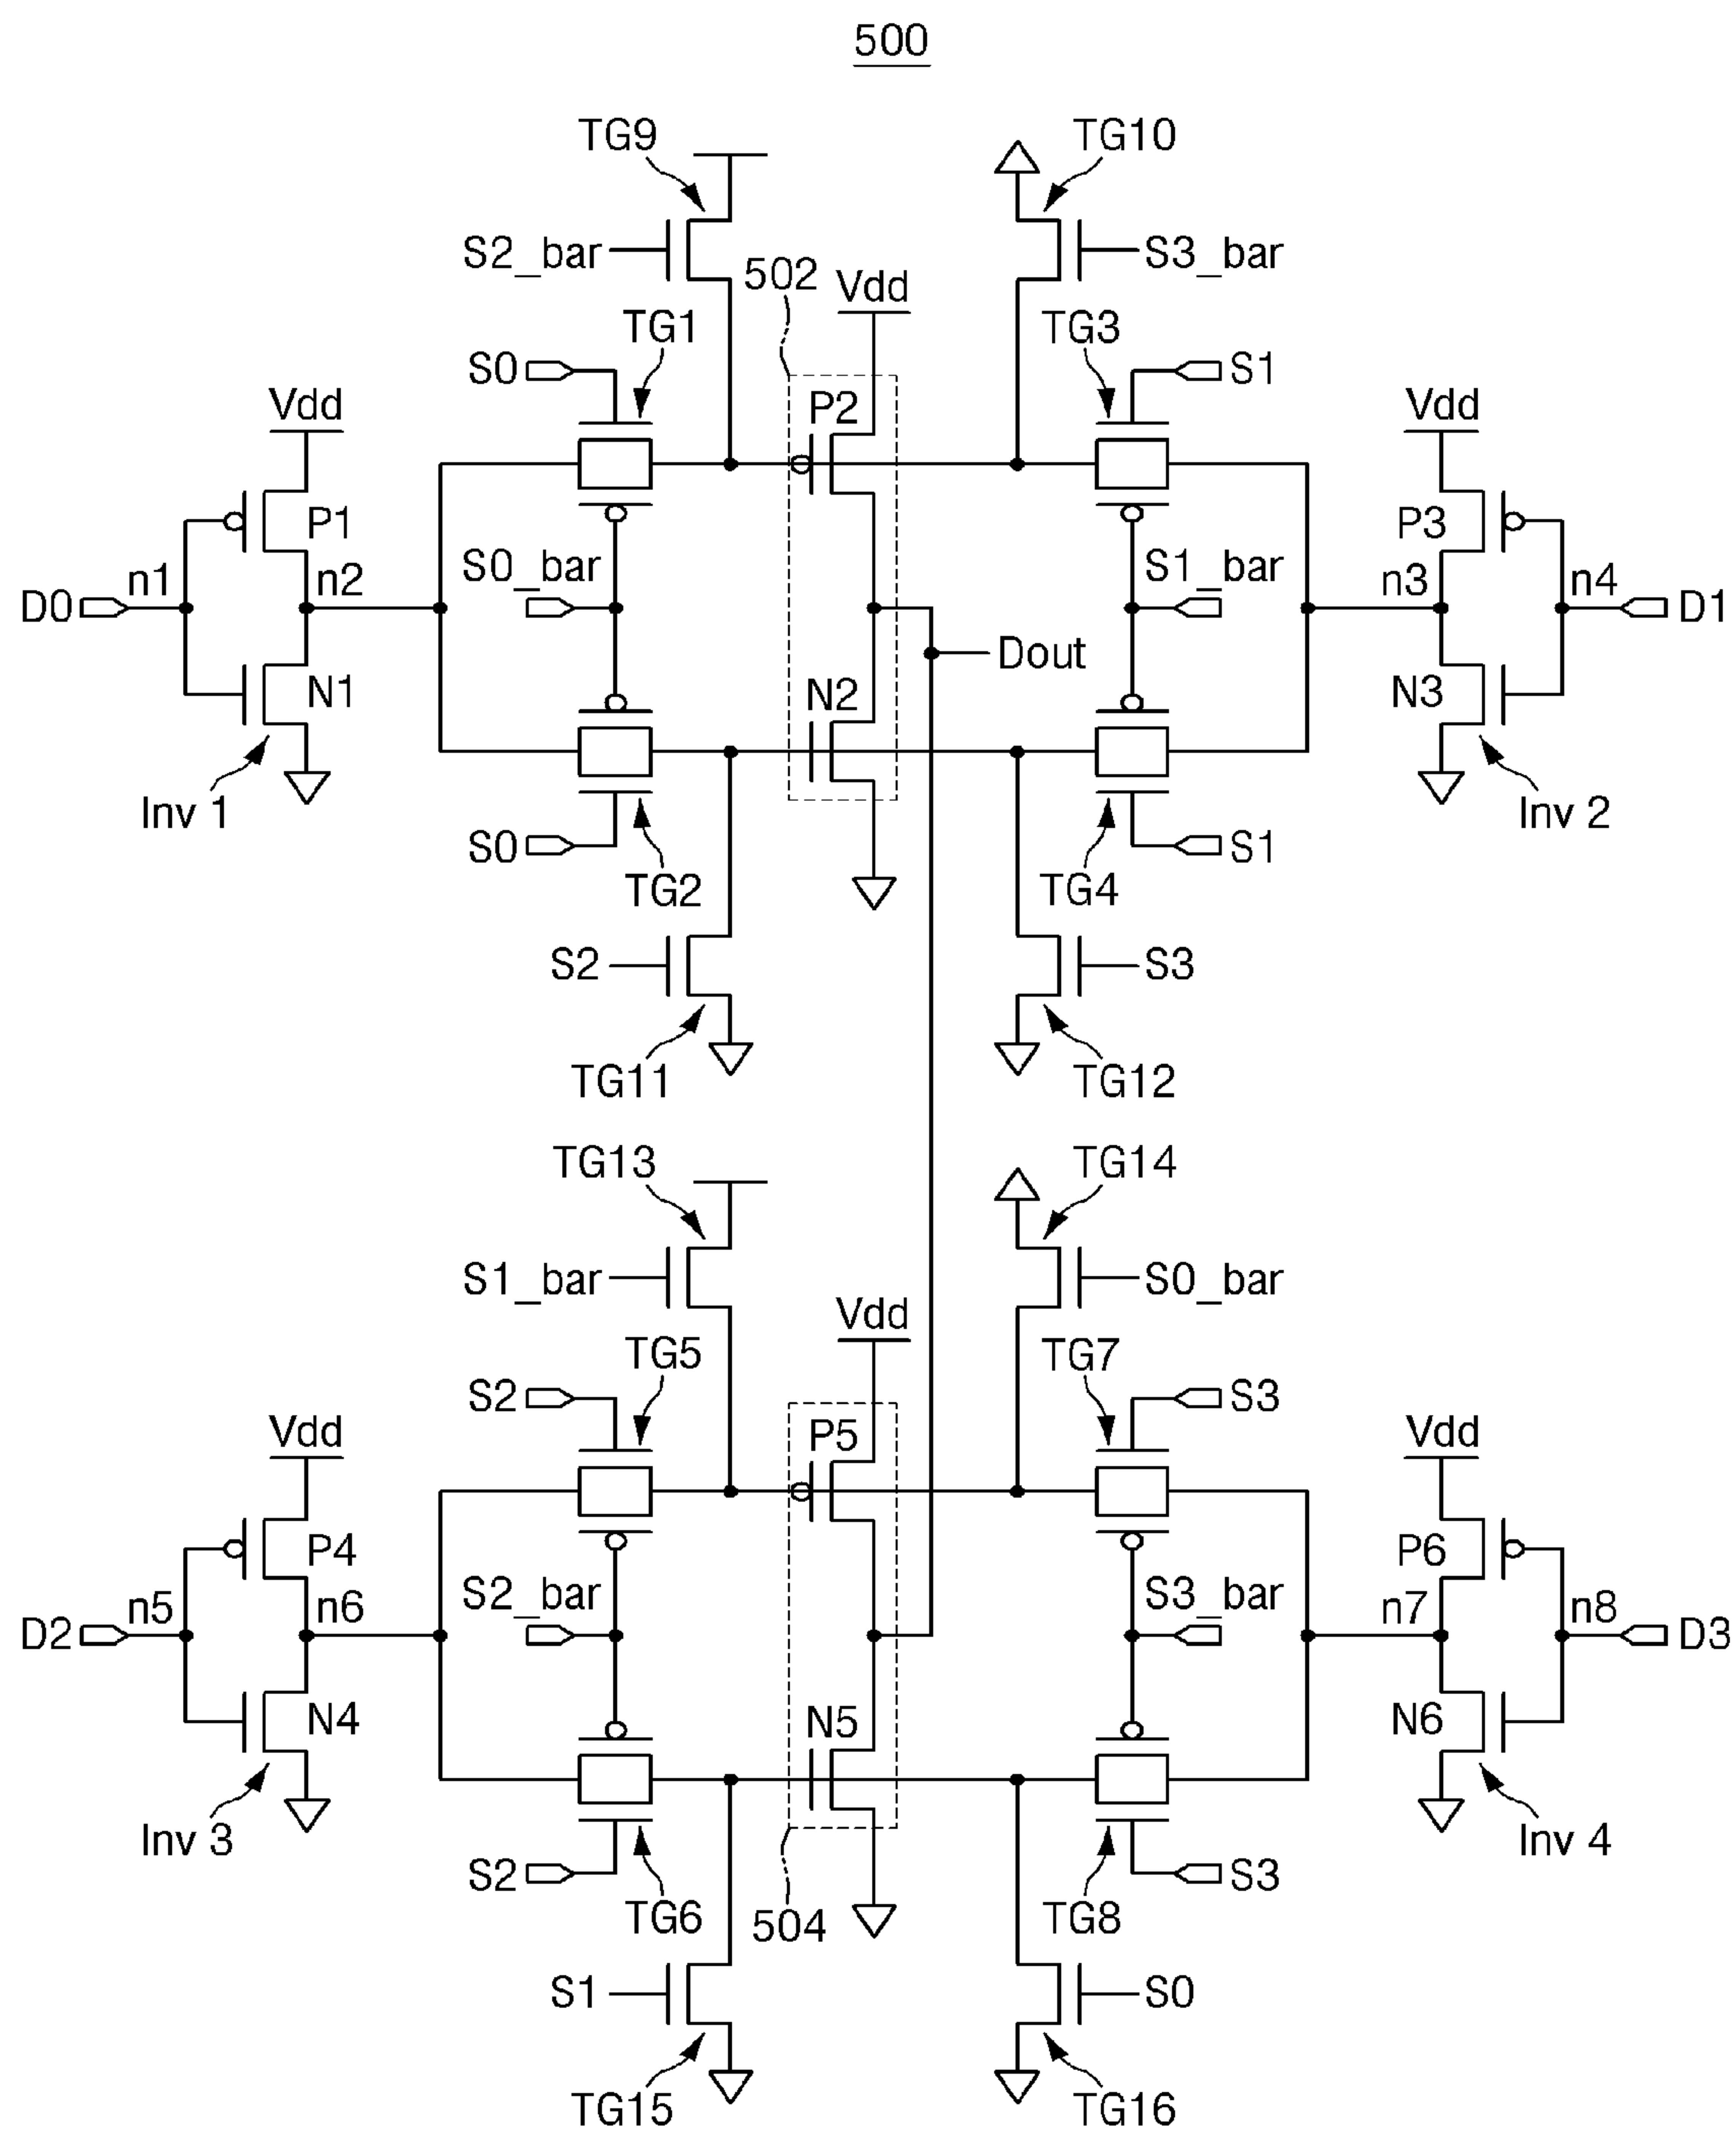 500
TG9
TG10
S2_bar
S3_bar
502
Vdd
TG1
TG3
S0
S1
Vdd
P2
Vdd
P1
P3
n1
n2
S0_bar
S1_bar
n3
n4
D0
D1
Dout
N1
N2
N3
Inv 1
Inv 2
S0
S1
TG2
TG4
S2
S3
TG11
TG12
TG13
TG14
S1_bar
S0_bar
Vdd
TG5
TG7
S2
S3
Vdd
P5
Vdd
P4
P6
n5
n6
S2_bar
S3_bar
n7
n8
D2
D3
N4
N5
N6
Inv 3
Inv 4
S2
S3
TG6
504
TG8
S1
S0
TG15
TG16